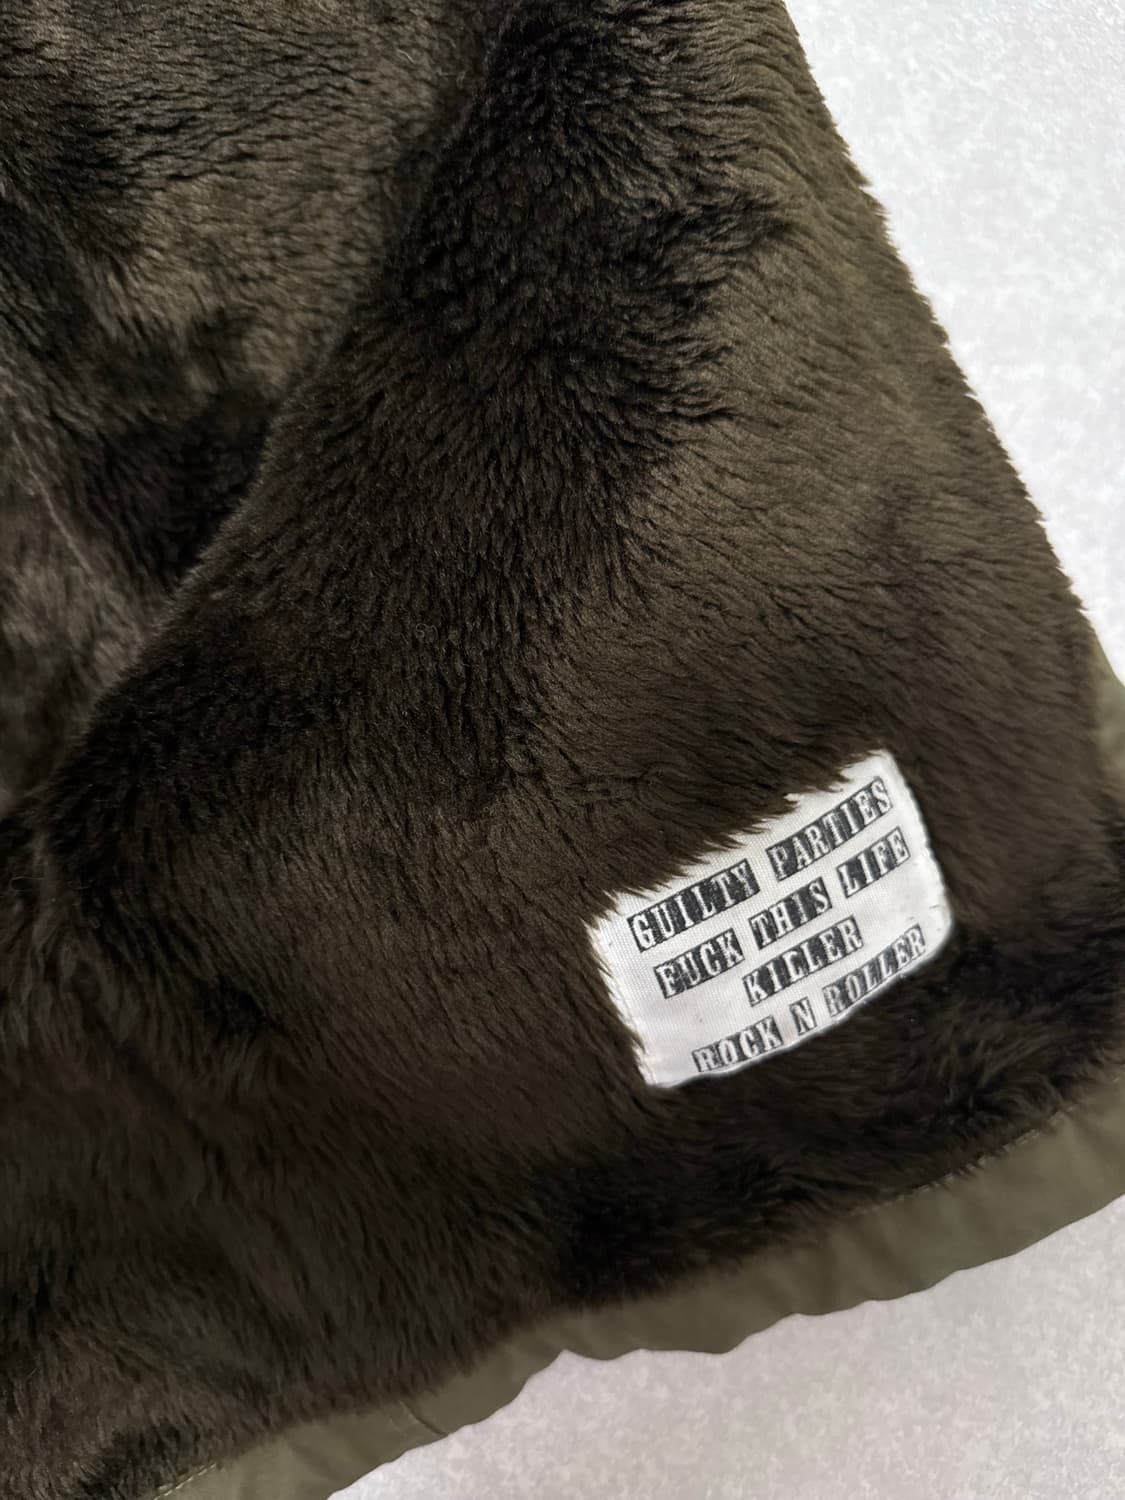 GUILTY PARTIES
FUCK THIS LIFE
KILLER
ROCK N ROLLER